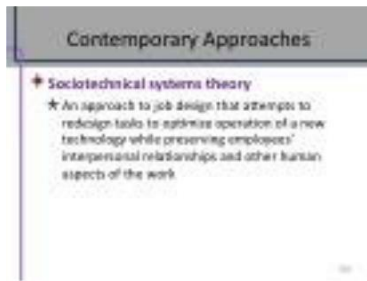 Contemporary Approaches
Sociotechnical systems theory
An approach to job design that attempts to
redesign tasks to optimize operation of a new
technology while preserving employees'
interpersonal relationships and other human
aspects of the work